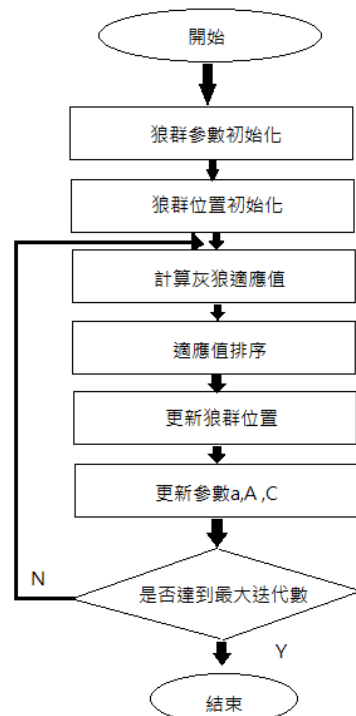 開始
狼群參數初始化
狼群位置初始化
計算灰狼適應值
適應值排序
更新狼群位置
更新參數a,A ,C
是否達到最大迭代數
N
Y
結束